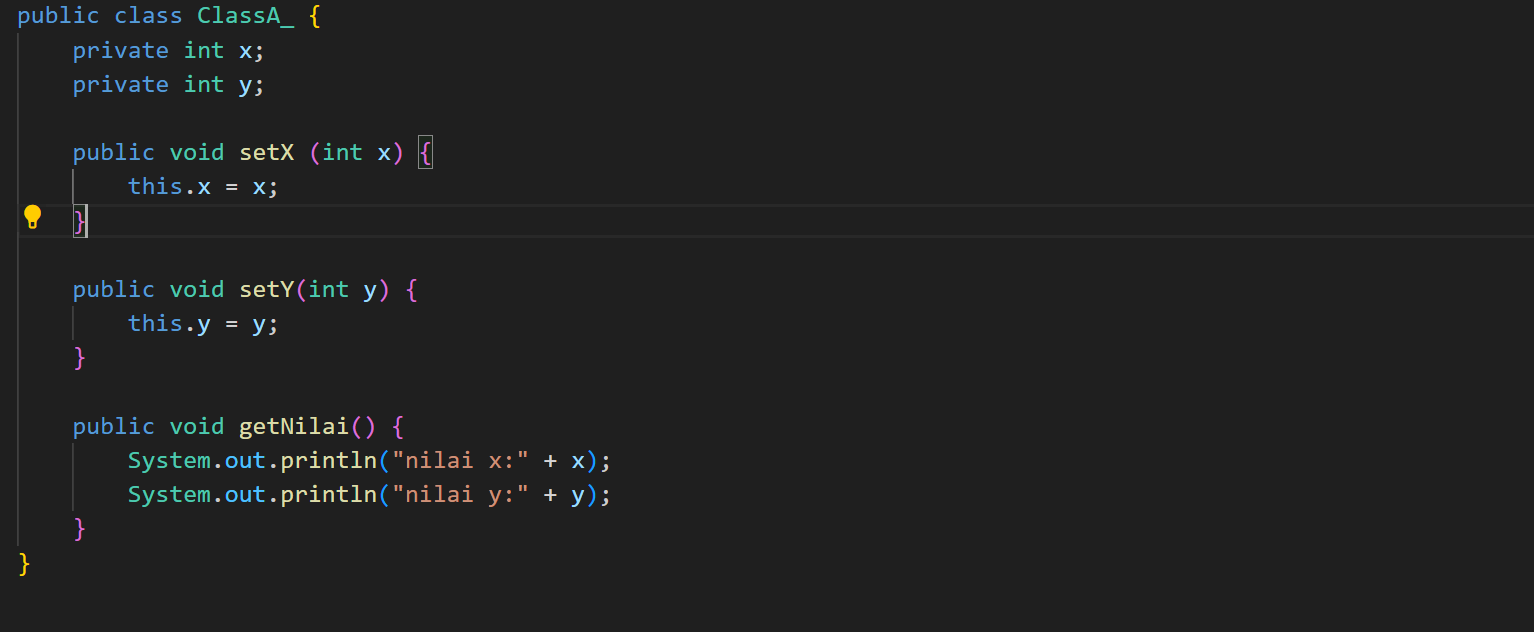 public class ClassA_ {
    private int x;
    private int y;

    public void setX (int x) {
        this.x = x;
    }

    public void setY(int y) {
        this.y = y;
    }

    public void getNilai() {
        System.out.println("nilai x:" + x);
        System.out.println("nilai y:" + y);
    }
}